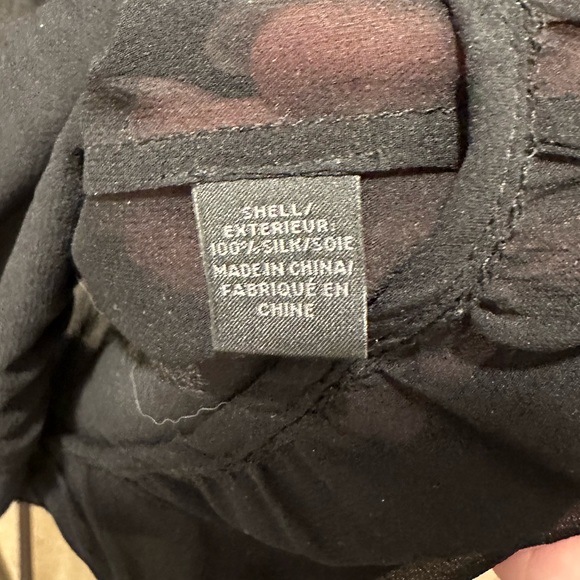 SHELL/
EXTERIEUR:
100% SILK/SOIE
MADE IN CHINA/
FABRIQUÉ EN
CHINE